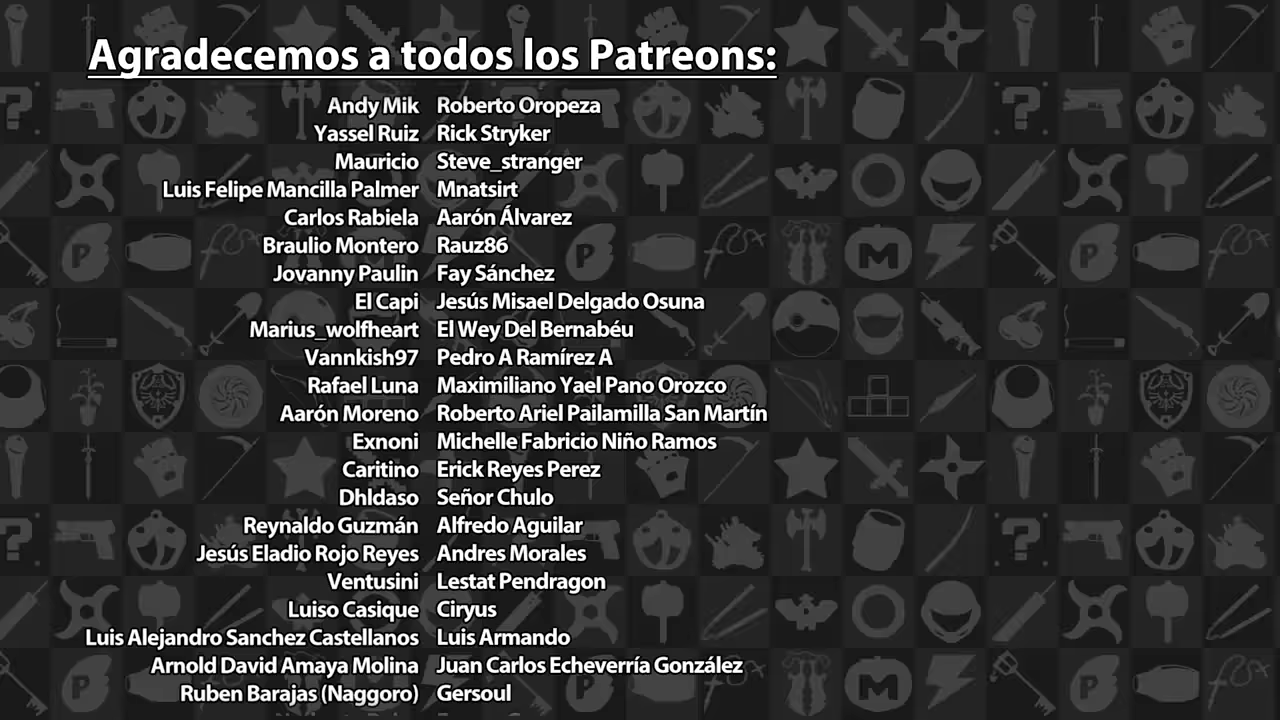 Agradecemos a todos los Patreons:
Andy Mik Roberto Oropeza
Yassel Ruiz Rick Stryker
Mauricio Steve_stranger
Luis Felipe Mancilla Palmer Mnatsirt
Carlos Rabiela Aarón Álvarez
Braulio Montero Rauz86
Jovanny Paulin Fay Sánchez
El Capi Jesús Misael Delgado Osuna
Marius_wolfheart El Wey Del Bernabéu
Vannkish97 Pedro A Ramírez A
Rafael Luna Maximiliano Yael Pano Orozco
Aarón Moreno Roberto Ariel Pailamilla San Martín
Exnoni Michelle Fabricio Niño Ramos
Caritino Erick Reyes Perez
Dhldaso Señor Chulo
Reynaldo Guzmán Alfredo Aguilar
Jesús Eladio Rojo Reyes Andres Morales
Ventusini Lestat Pendragon
Luiso Casique Ciryus
Luis Alejandro Sanchez Castellanos Luis Armando
Arnold David Amaya Molina Juan Carlos Echeverría González
Ruben Barajas (Naggoro) Gersoul